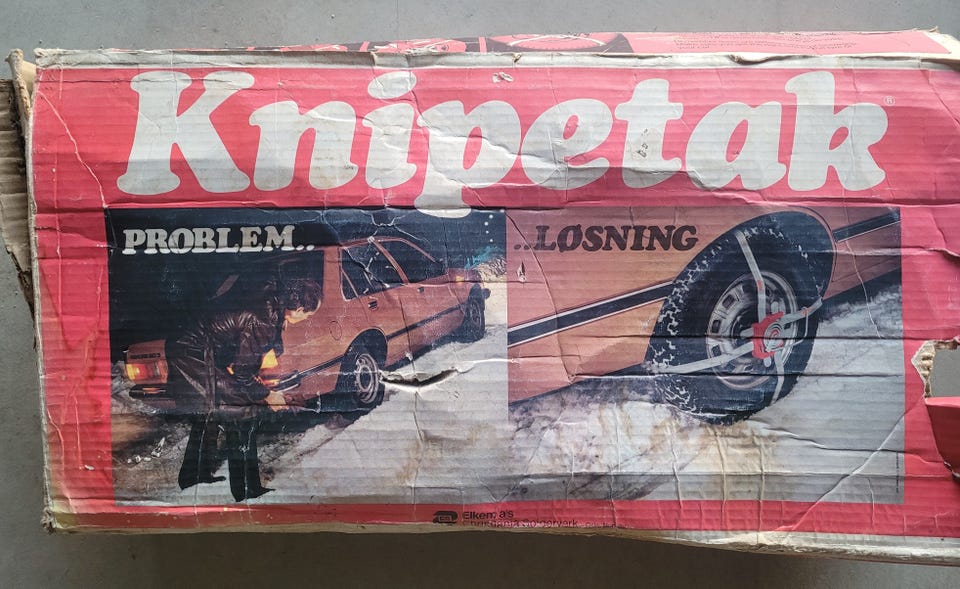 Knipetak®
PROBLEM..
..LØSNING
Elkem a/s